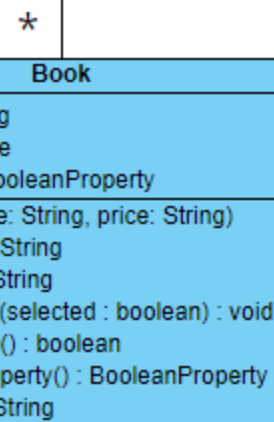 *
Book
g
e
ooleanProperty
e: String, price: String)
String
String
(selected : boolean) : void
() : boolean
perty() : BooleanProperty
String